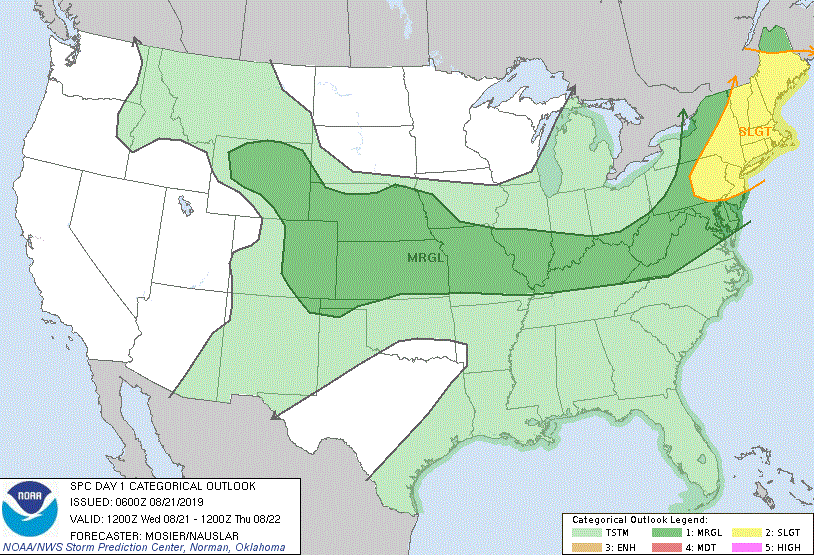 SLGT
MRGL
NOAA
SPC DAY 1 CATEGORICAL OUTLOOK
ISSUED: 0600Z 08/21/2019
VALID: 1200Z Wed 08/21 - 1200Z Thu 08/22
FORECASTER: MOSIER/NAUSLAR
NOAA/NWS Storm Prediction Center, Norman, Oklahoma
Categorical Outlook Legend:
TSTM 1: MRGL 2: SLGT
3: ENH 4: MDT 5: HIGH